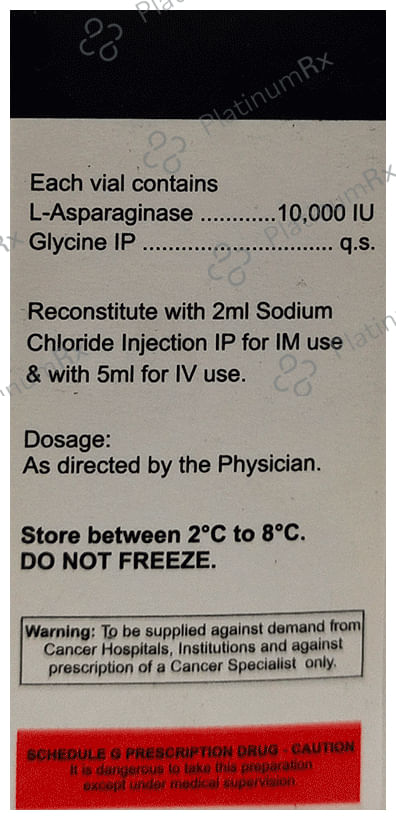 PlatinumRx
PlatinumRx
Each vial contains
L-Asparaginase ............10,000 IU
Glycine IP .............................. q.s.
Reconstitute with 2ml Sodium
Chloride Injection IP for IM use
& with 5ml for IV use.
Dosage:
As directed by the Physician.
Store between 2°C to 8°C.
DO NOT FREEZE.
Warning: To be supplied against demand from
Cancer Hospitals, Institutions and against
prescription of a Cancer Specialist only.
SCHEDULE G PRESCRIPTION DRUG - CAUTION
It is dangerous to take this preparation
except under medical supervision